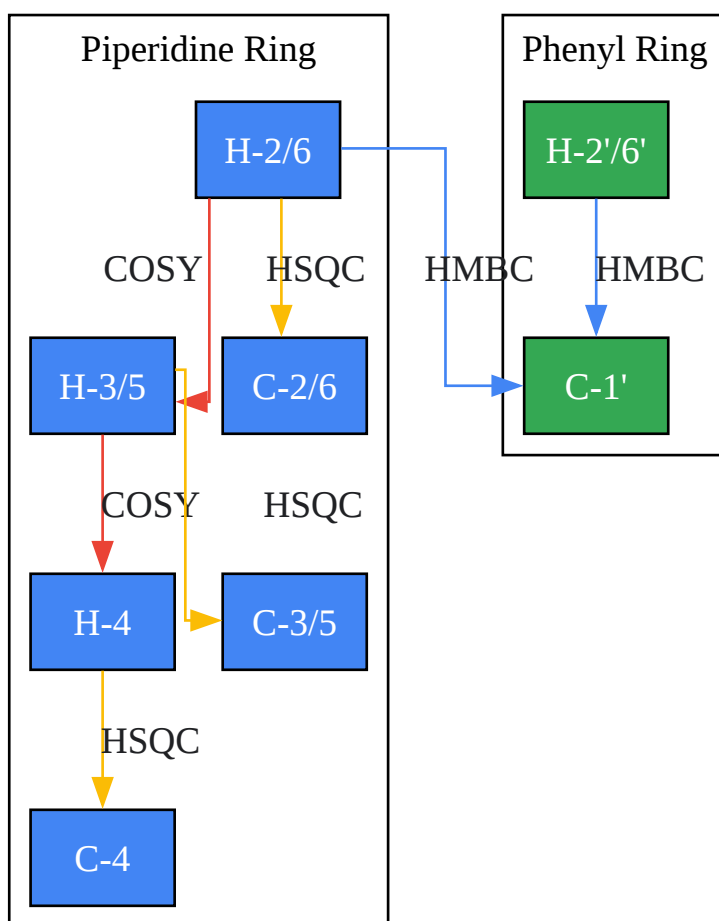 Piperidine Ring
Phenyl Ring
H-2/6
H-2'/6'
COSY
HSQC
HMBC
HMBC
H-3/5
C-2/6
C-1'
COSY
HSQC
H-4
C-3/5
HSQC
C-4